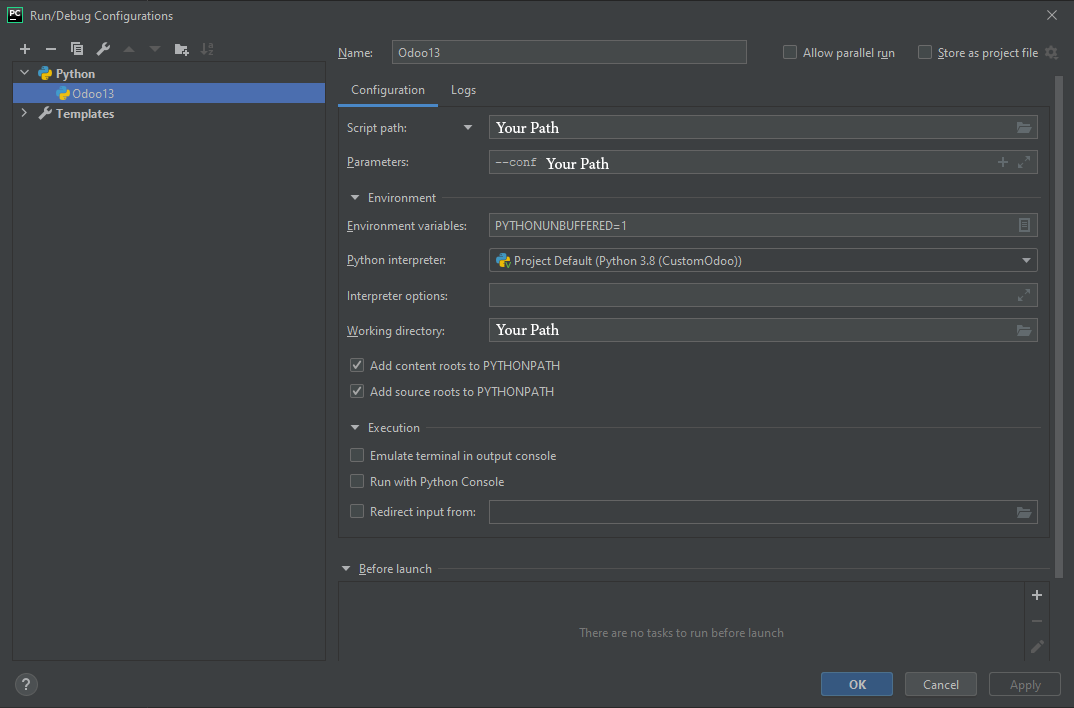 PC Run/Debug Configurations
Name: Odoo13
Allow parallel run
Store as project file
Python
Odoo13
Templates
Configuration Logs
Script path: Your Path
Parameters: --conf Your Path
Environment
Environment variables: PYTHONUNBUFFERED=1
Python interpreter: Project Default (Python 3.8 (CustomOdoo))
Interpreter options:
Working directory: Your Path
Add content roots to PYTHONPATH
Add source roots to PYTHONPATH
Execution
Emulate terminal in output console
Run with Python Console
Redirect input from:
Before launch
There are no tasks to run before launch
? OK Cancel Apply